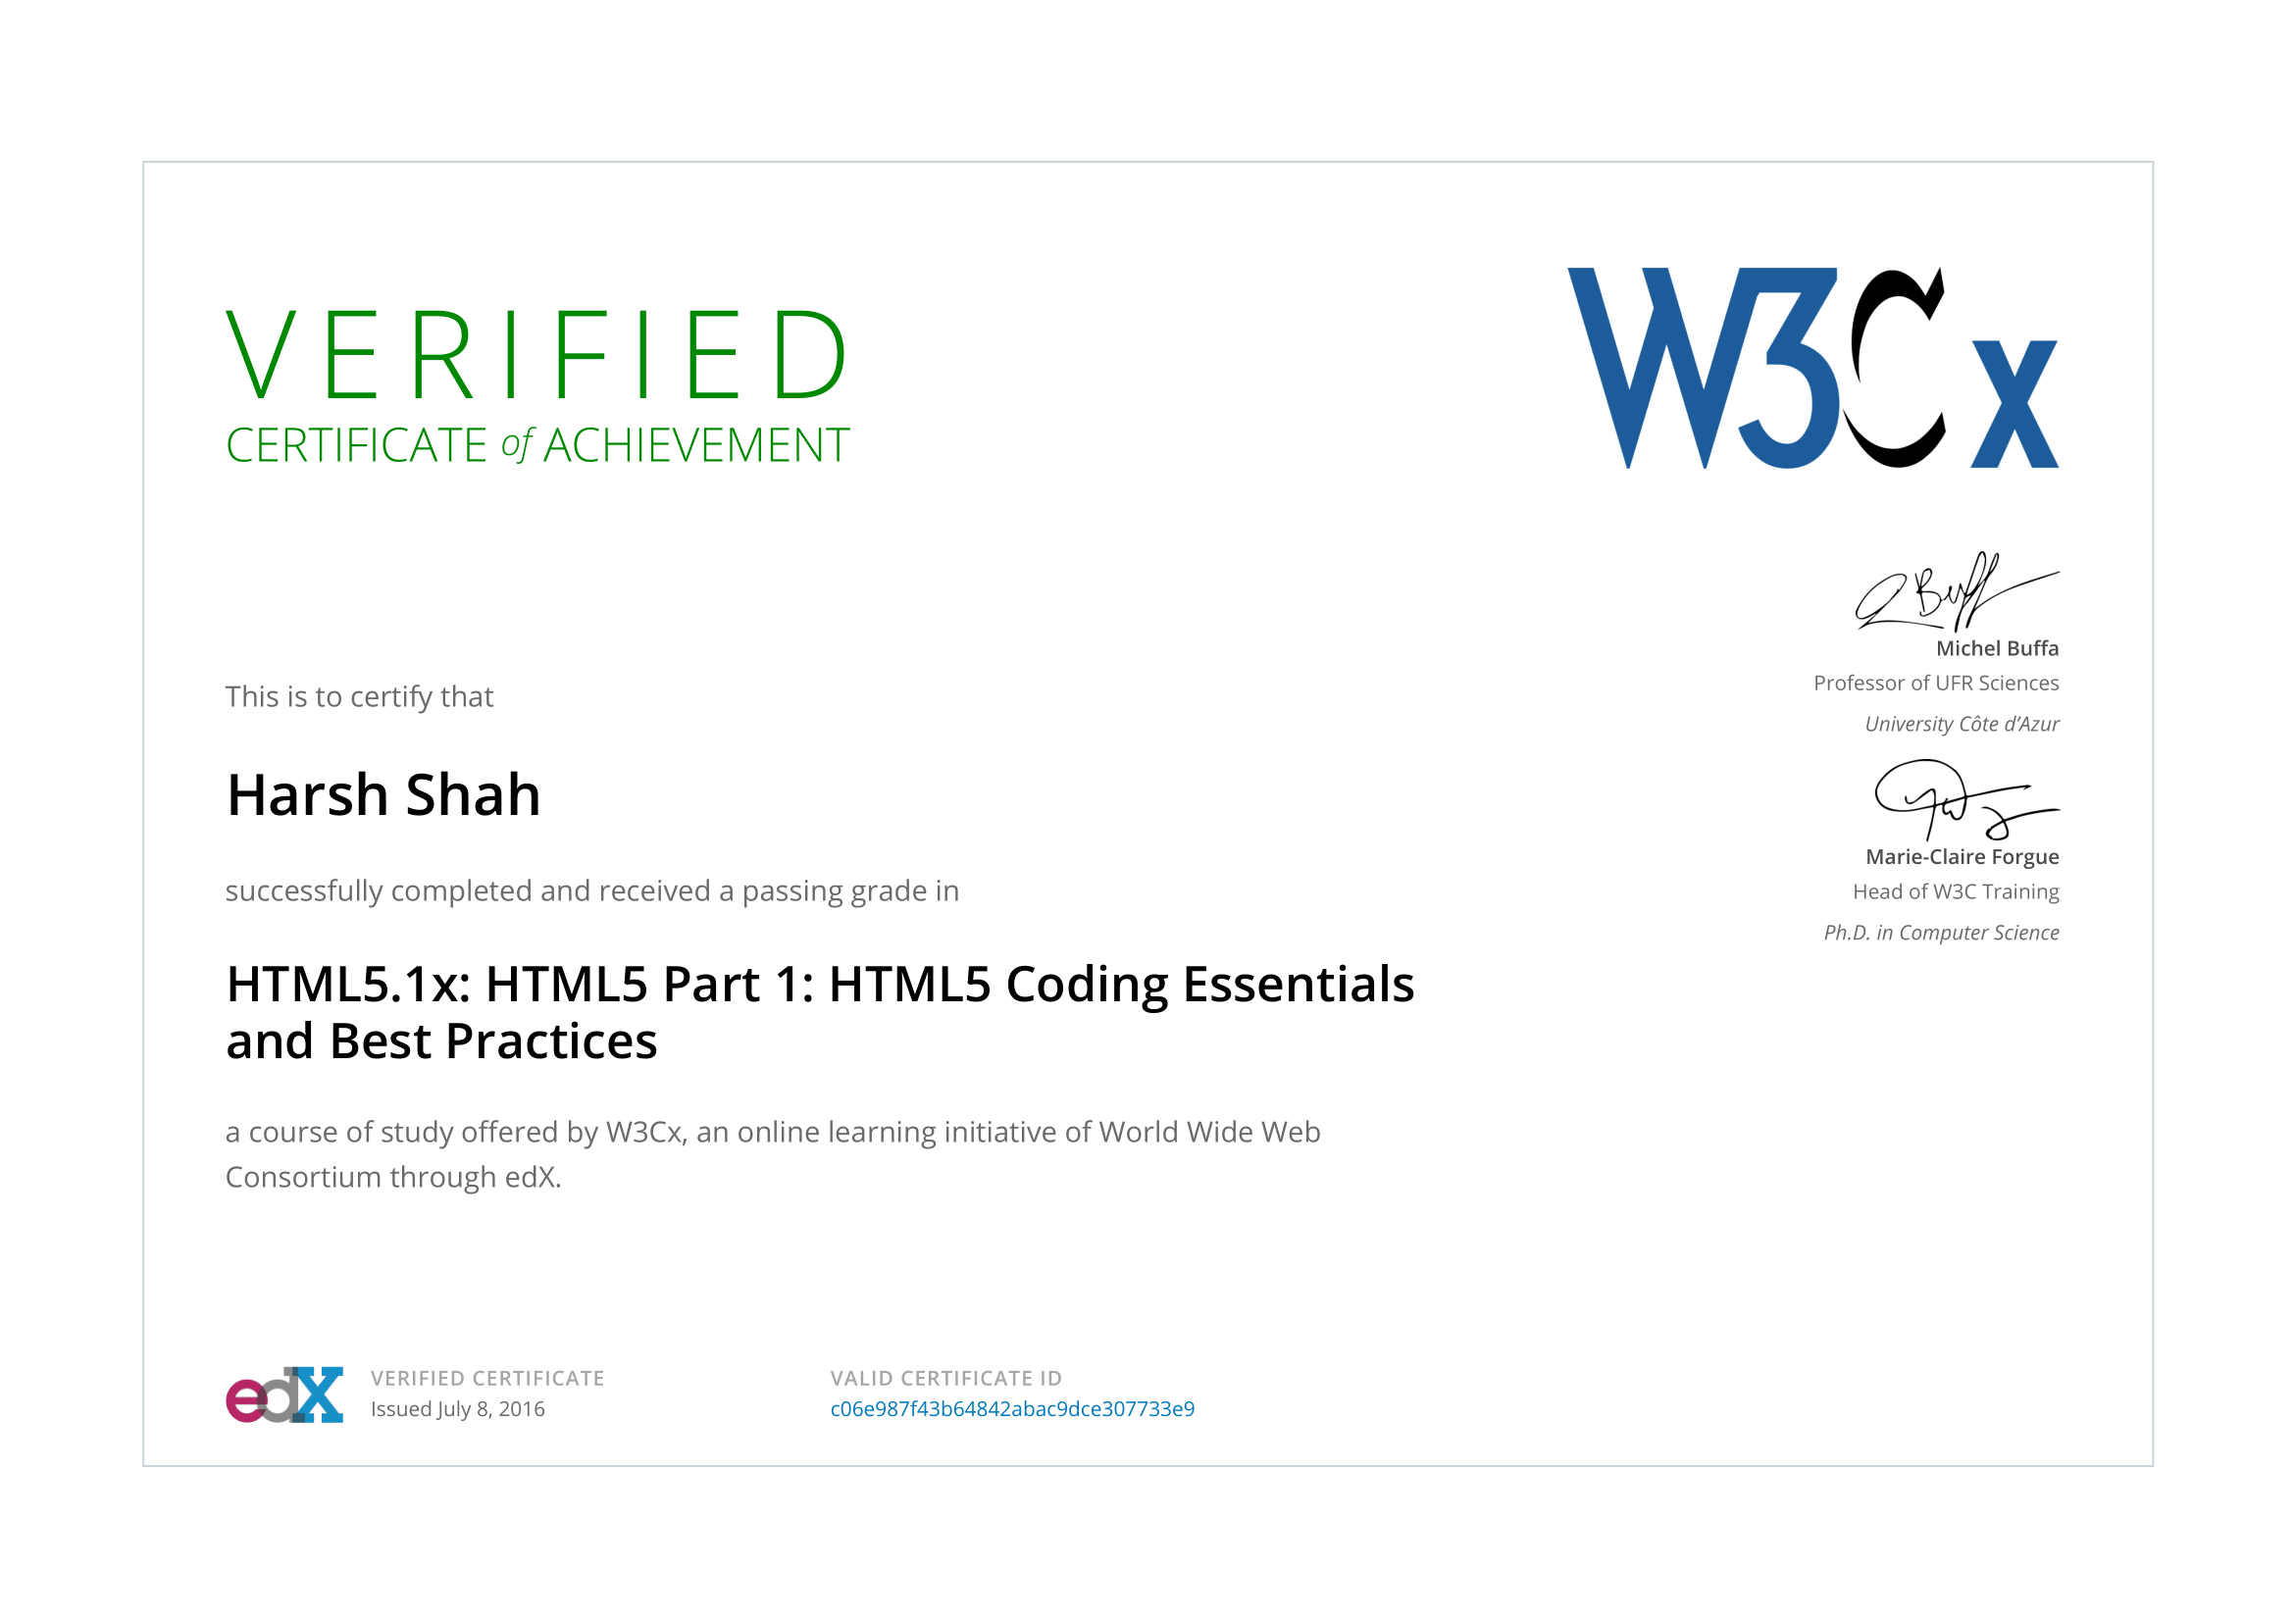 VERIFIED
CERTIFICATE of ACHIEVEMENT
W3Cx
This is to certify that
Harsh Shah
successfully completed and received a passing grade in
HTML5.1x: HTML5 Part 1: HTML5 Coding Essentials
and Best Practices
a course of study offered by W3Cx, an online learning initiative of World Wide Web
Consortium through edX.
Michel Buffa
Professor of UFR Sciences
University Côte d’Azur
Marie-Claire Forgue
Head of W3C Training
Ph.D. in Computer Science
edX
VERIFIED CERTIFICATE
Issued July 8, 2016
VALID CERTIFICATE ID
c06e987f43b64842abac9dce307733e9